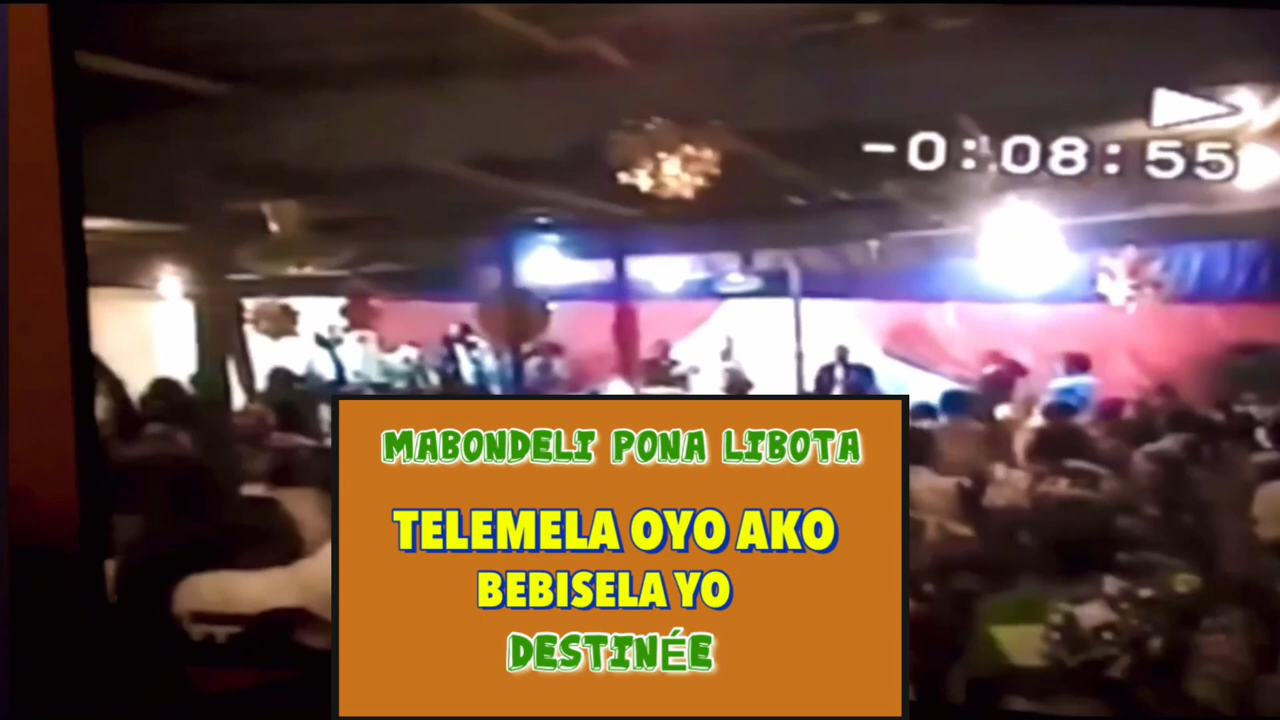 -0:08:55
MABONDELI PONA LIBOTA
TELEMELA OYO AKO
BEBISELA YO
DESTINÉE